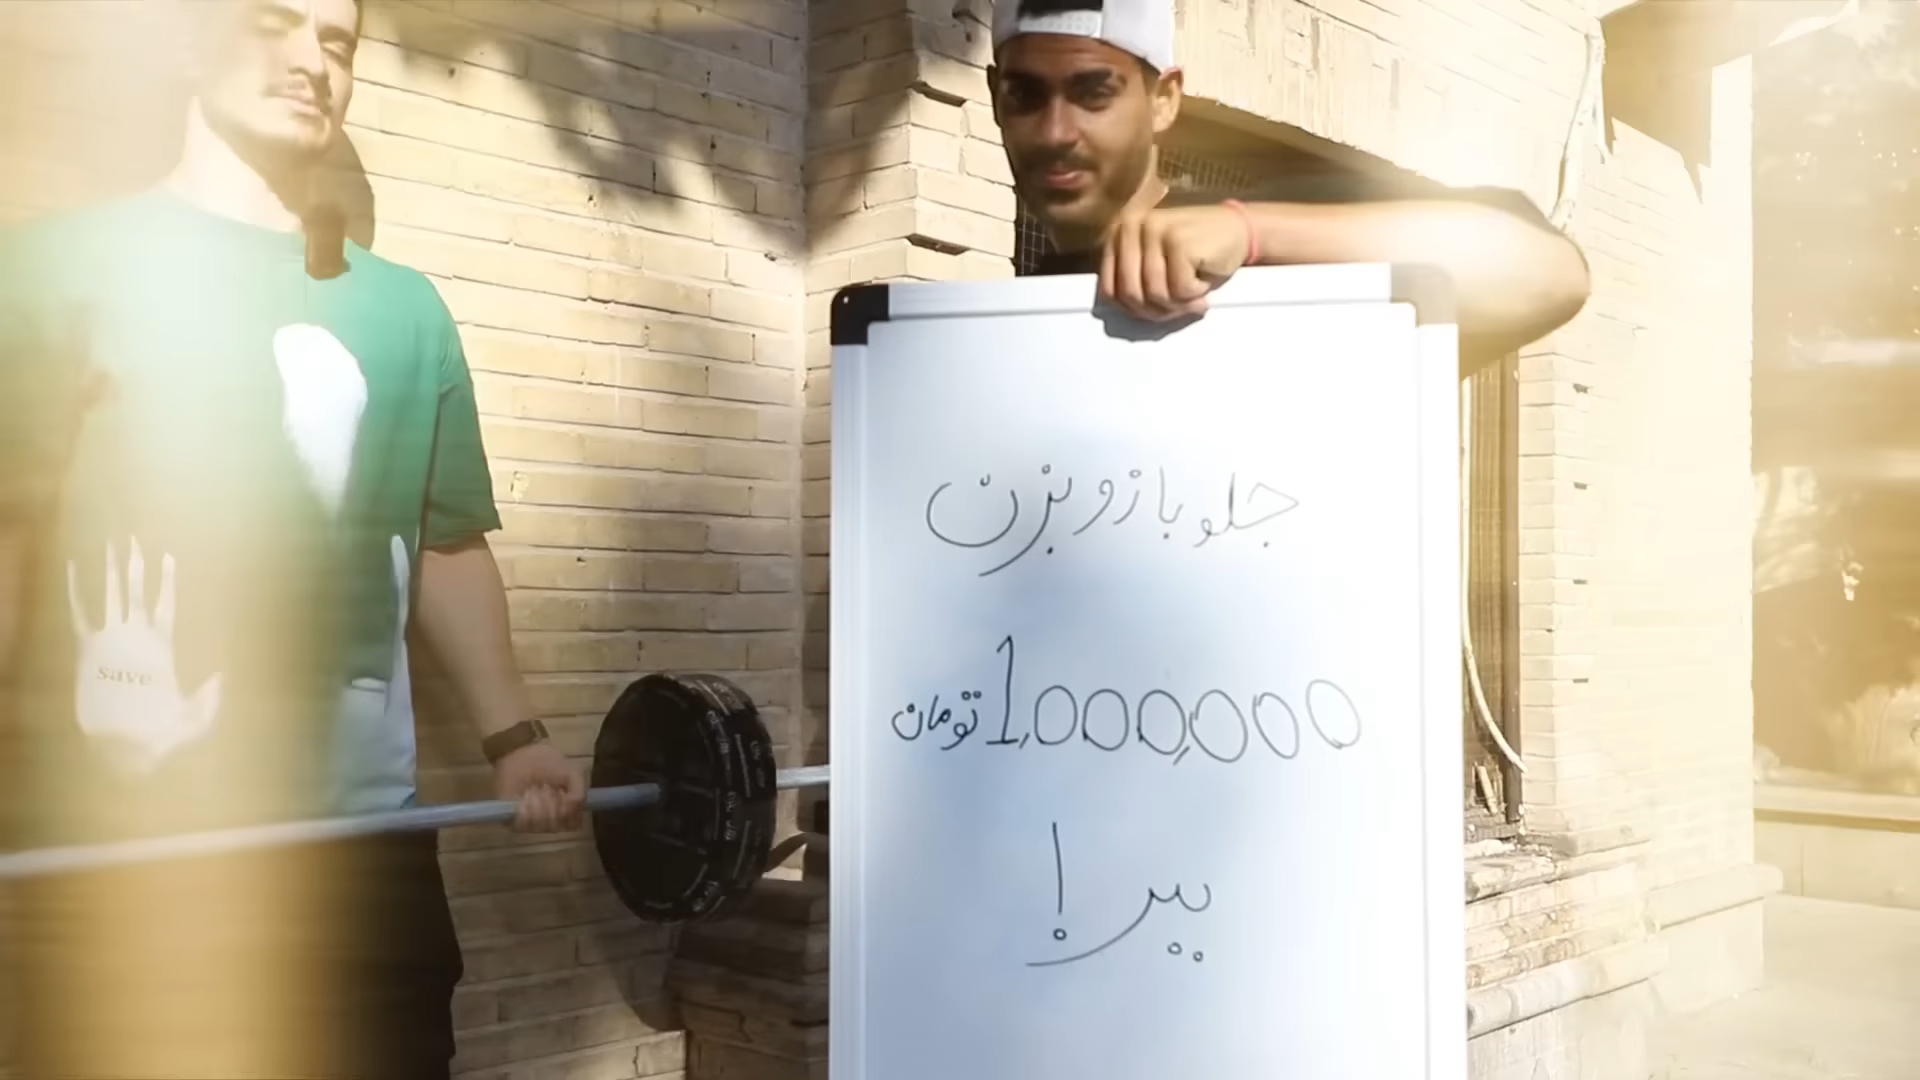 save
جلو بازو بزن
1,000,000 تومان
ببر !